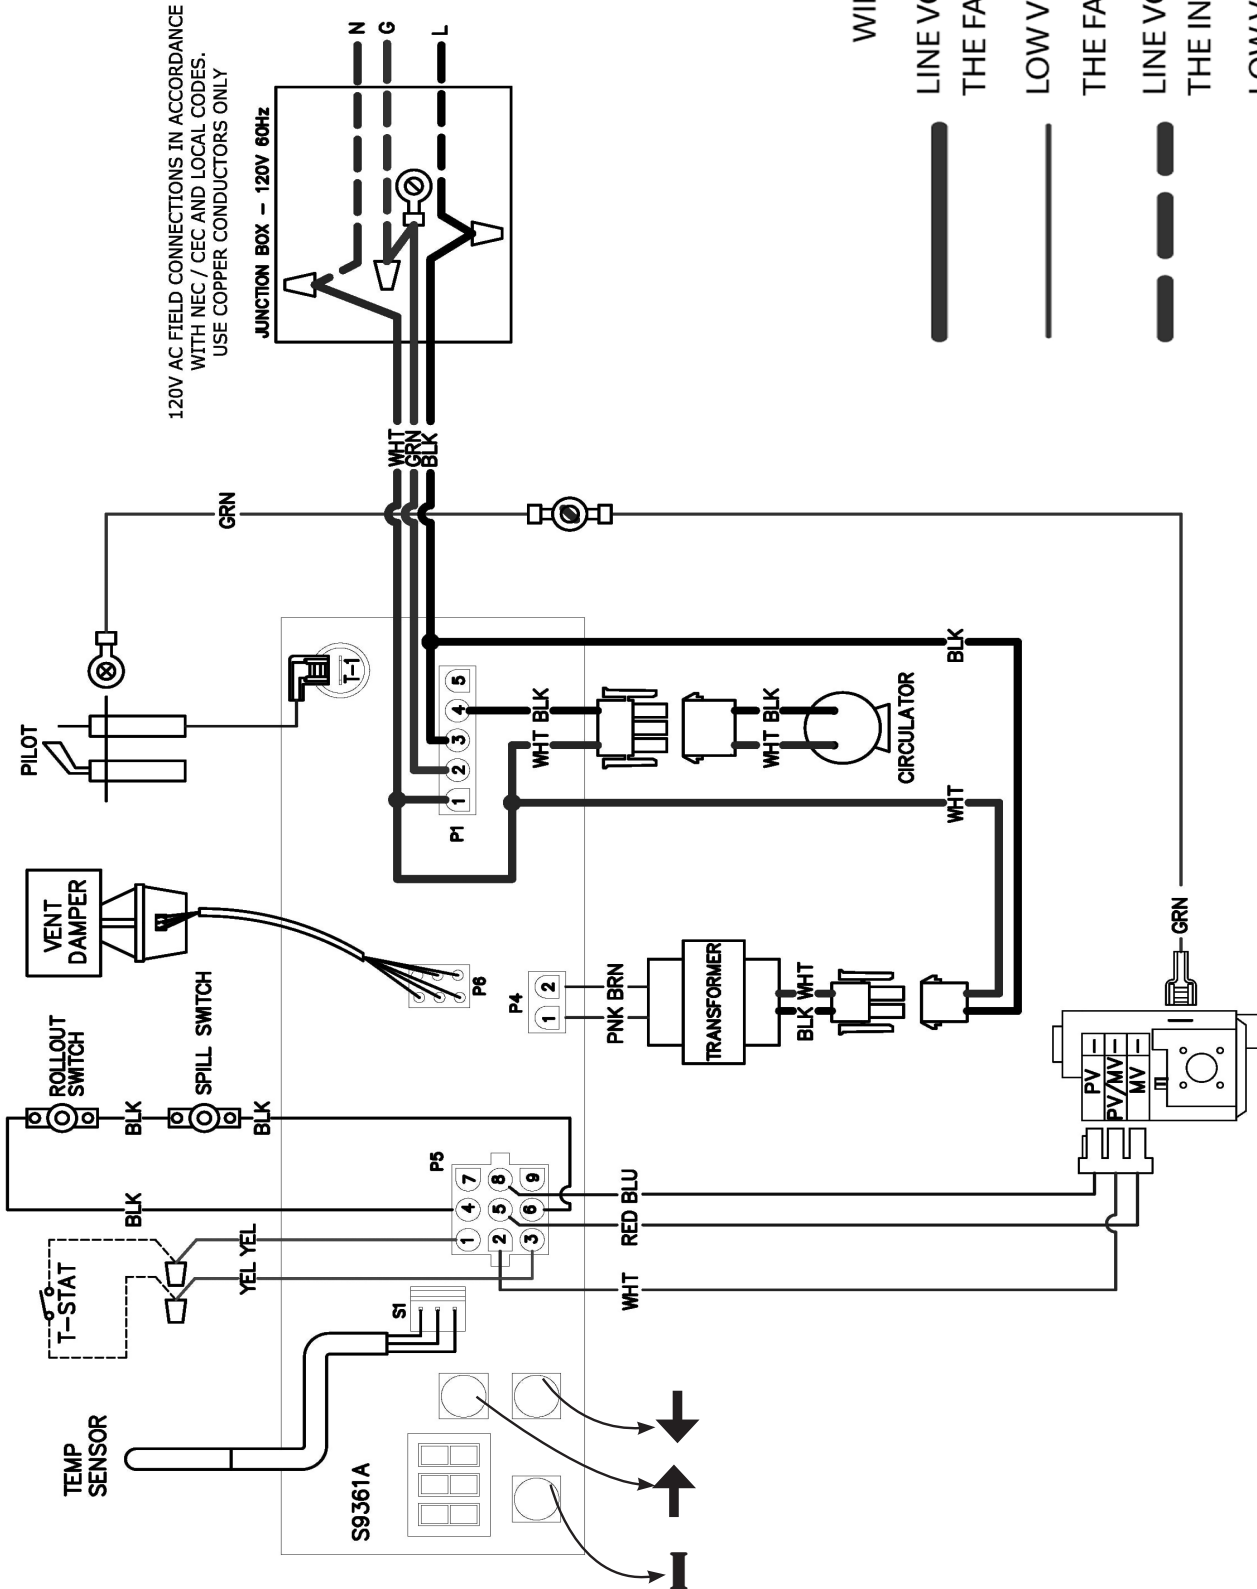 120V AC FIELD CONNECTIONS IN ACCORDANCE
WITH NEC / CEC AND LOCAL CODES.
USE COPPER CONDUCTORS ONLY
JUNCTION BOX – 120V 60Hz
N
G
L
WHT
GRN
BLK
GRN
PILOT
T-1
VENT
DAMPER
ROLLOUT
SWITCH
SPILL SWITCH
BLK
BLK
BLK
T-STAT
YEL
YEL
TEMP
SENSOR
S9361A
S1
P5
1
2
3
4
5
6
7
8
9
P6
P4
1
2
P1
1
2
3
4
5
PNK
BRN
TRANSFORMER
BLK
WHT
WHT
BLK
WHT
BLK
CIRCULATOR
WHT
BLK
WHT
RED
BLU
PV
PV/MV
MV
GRN
LINE VO
THE FA
LOW V
THE FA
LINE VO
THE IN